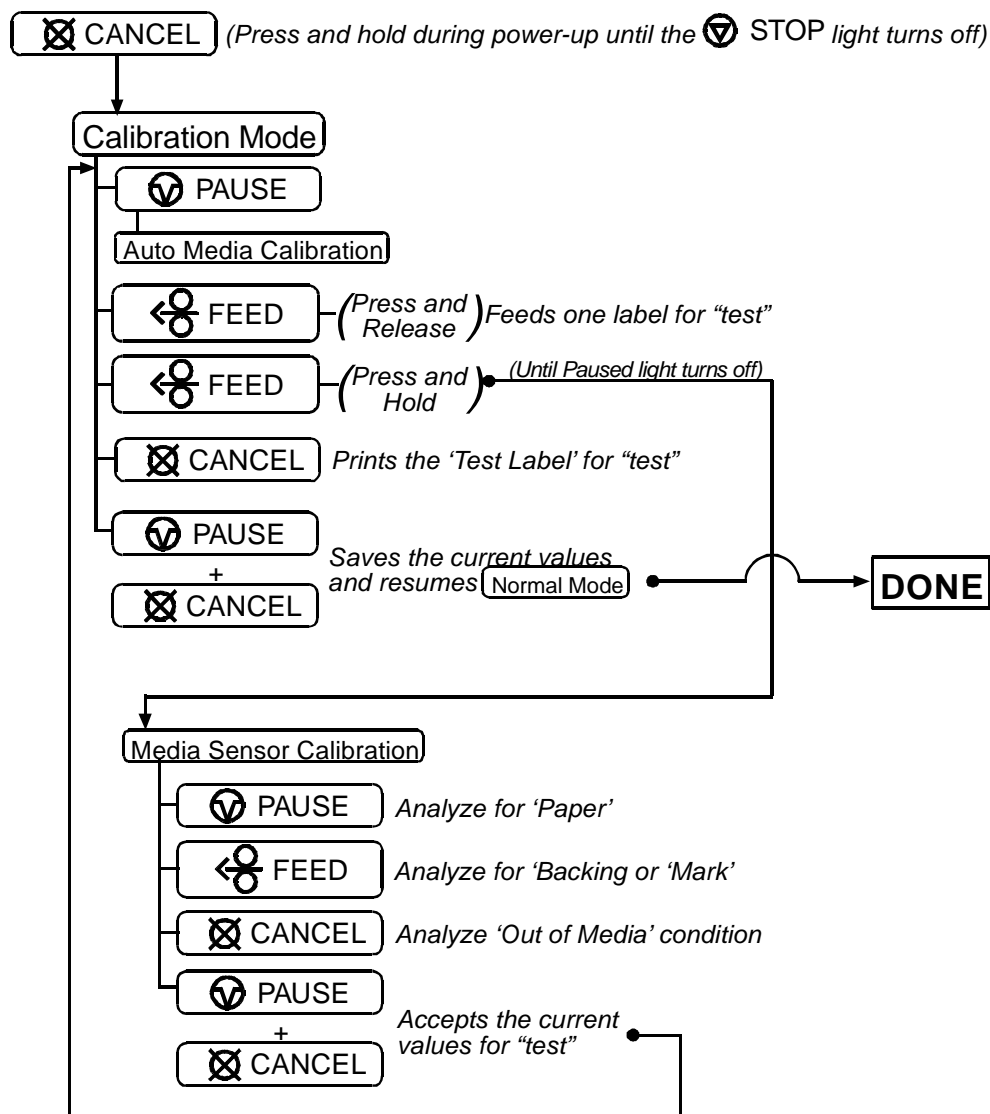 CANCEL (Press and hold during power-up until the STOP light turns off)
Calibration Mode
PAUSE
Auto Media Calibration
FEED (Press and Release) Feeds one label for “test”
FEED (Press and Hold) (Until Paused light turns off)
CANCEL Prints the ‘Test Label’ for “test”
PAUSE
+
CANCEL
Saves the current values
and resumes Normal Mode
DONE
Media Sensor Calibration
PAUSE Analyze for ‘Paper’
FEED Analyze for ‘Backing or ‘Mark’
CANCEL Analyze ‘Out of Media’ condition
PAUSE
+
CANCEL
Accepts the current
values for “test”